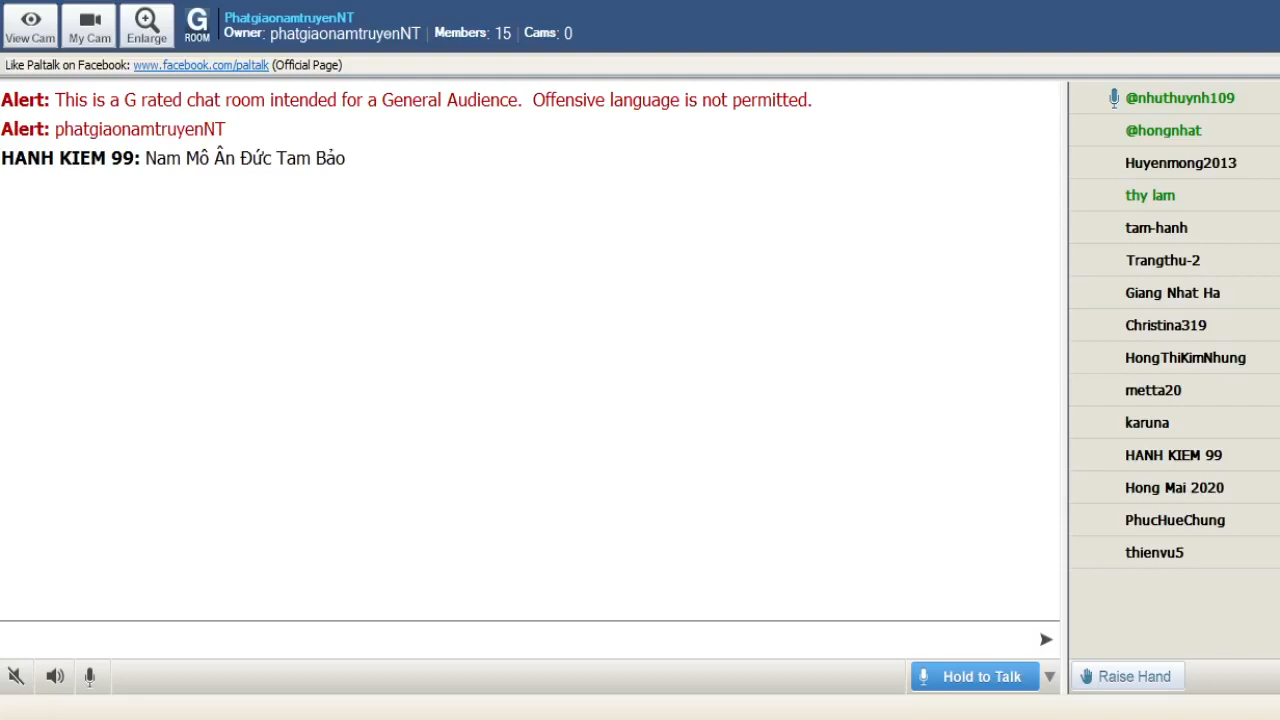 View Cam
My Cam
Enlarge
G
ROOM
PhatgiaonamtruyenNT
Owner: phatgiaonamtruyenNT | Members: 15 | Cams: 0
Like Paltalk on Facebook: www.facebook.com/paltalk (Official Page)
Alert: This is a G rated chat room intended for a General Audience.  Offensive language is not permitted.
Alert: phatgiaonamtruyenNT
HANH KIEM 99: Nam Mô Ân Đức Tam Bảo
@nhuthuynh109
@hongnhat
Huyenmong2013
thy lam
tam-hanh
Trangthu-2
Giang Nhat Ha
Christina319
HongThiKimNhung
metta20
karuna
HANH KIEM 99
Hong Mai 2020
PhucHueChung
thienvu5
Hold to Talk
Raise Hand